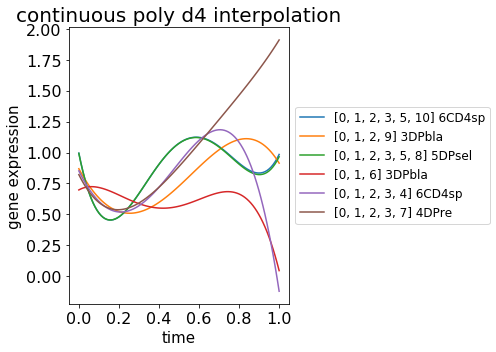 continuous poly d4 interpolation
2.00
1.75
1.50
1.25
1.00
0.75
0.50
0.25
0.00
gene expression
0.0 0.2 0.4 0.6 0.8 1.0
time
[0, 1, 2, 3, 5, 10] 6CD4sp
[0, 1, 2, 9] 3DPbla
[0, 1, 2, 3, 5, 8] 5DPsel
[0, 1, 6] 3DPbla
[0, 1, 2, 3, 4] 6CD4sp
[0, 1, 2, 3, 7] 4DPre